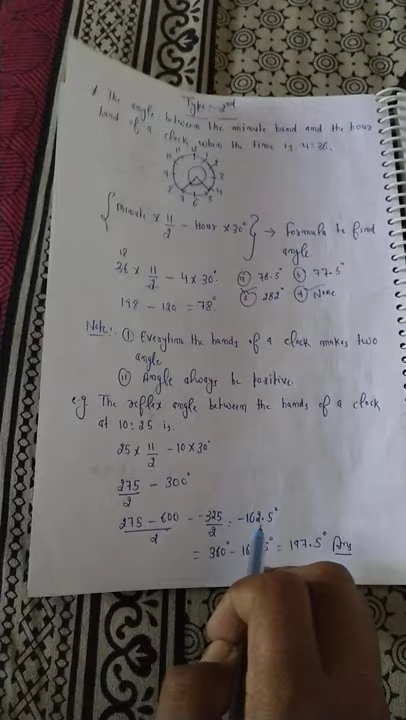 Type:- 2nd
* The angle between the minute hand and the hour
hand of a clock when the time is 4:36.
{ Minute × 11/2 - Hour × 30° } → Formula to find
angle.
18
36 × 11/2 - 4×30° (a) 76.5° (b) 77.5°
198 - 120 = 78° (c) 282° (d) None
Note:- (i) Everytime the hands of a clock makes two
angle
(ii) Angle always be positive.
e.g The reflex angle between the hands of a clock
at 10:25 is.
25 × 11/2 - 10×30°
275/2 - 300°
275 - 600/2 - -325/2 = -162.5°
= 360° - 16 5° = 197.5° Ans